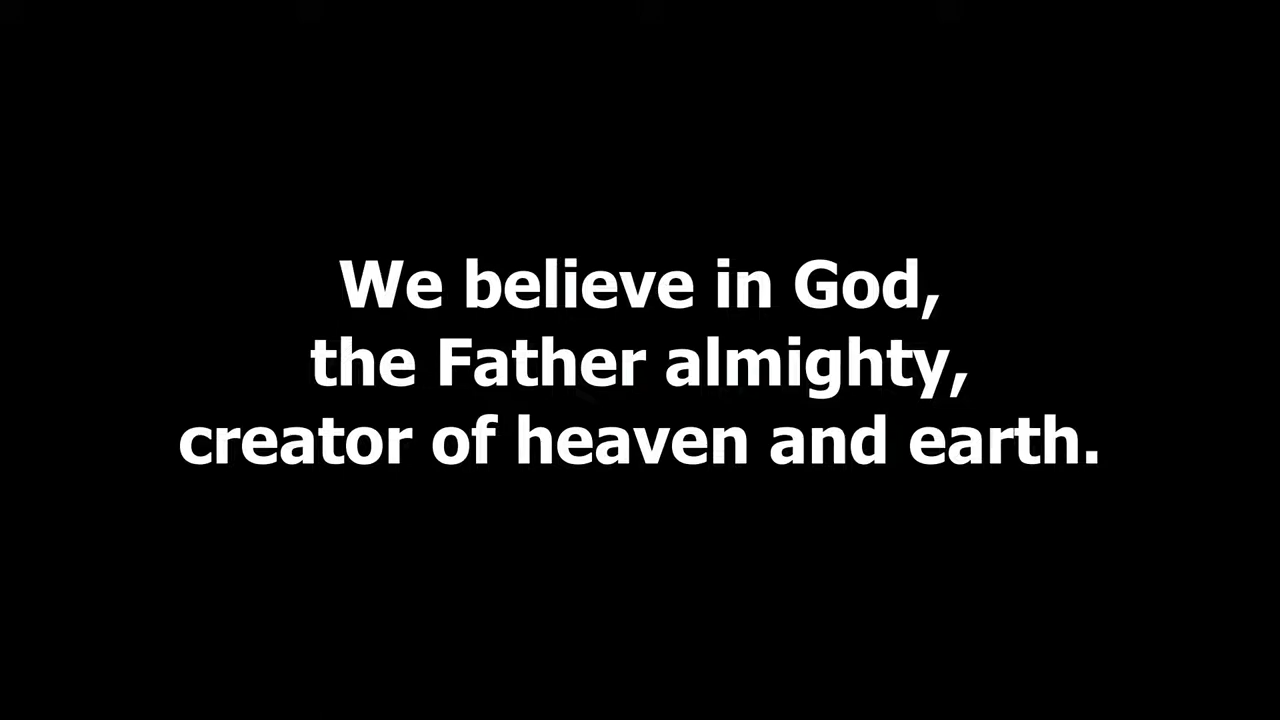 We believe in God,
the Father almighty,
creator of heaven and earth.